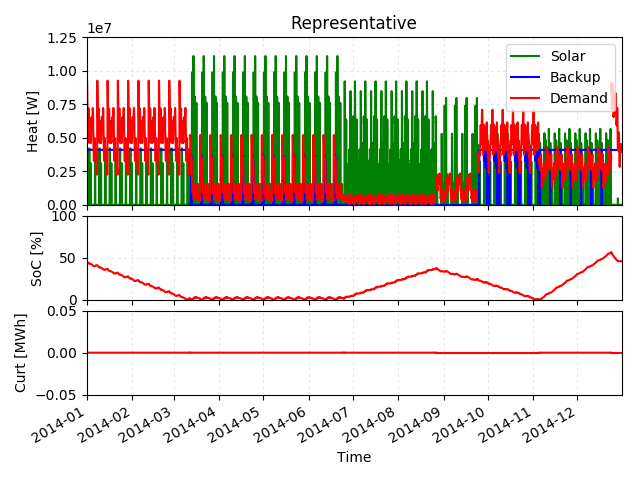 Representative
1e7
1.25
1.00
0.75
0.50
0.25
0.00
Heat [W]
Solar
Backup
Demand
100
50
0
SoC [%]
0.05
0.00
−0.05
Curt [MWh]
2014-01
2014-02
2014-03
2014-04
2014-05
2014-06
2014-07
2014-08
2014-09
2014-10
2014-11
2014-12
Time